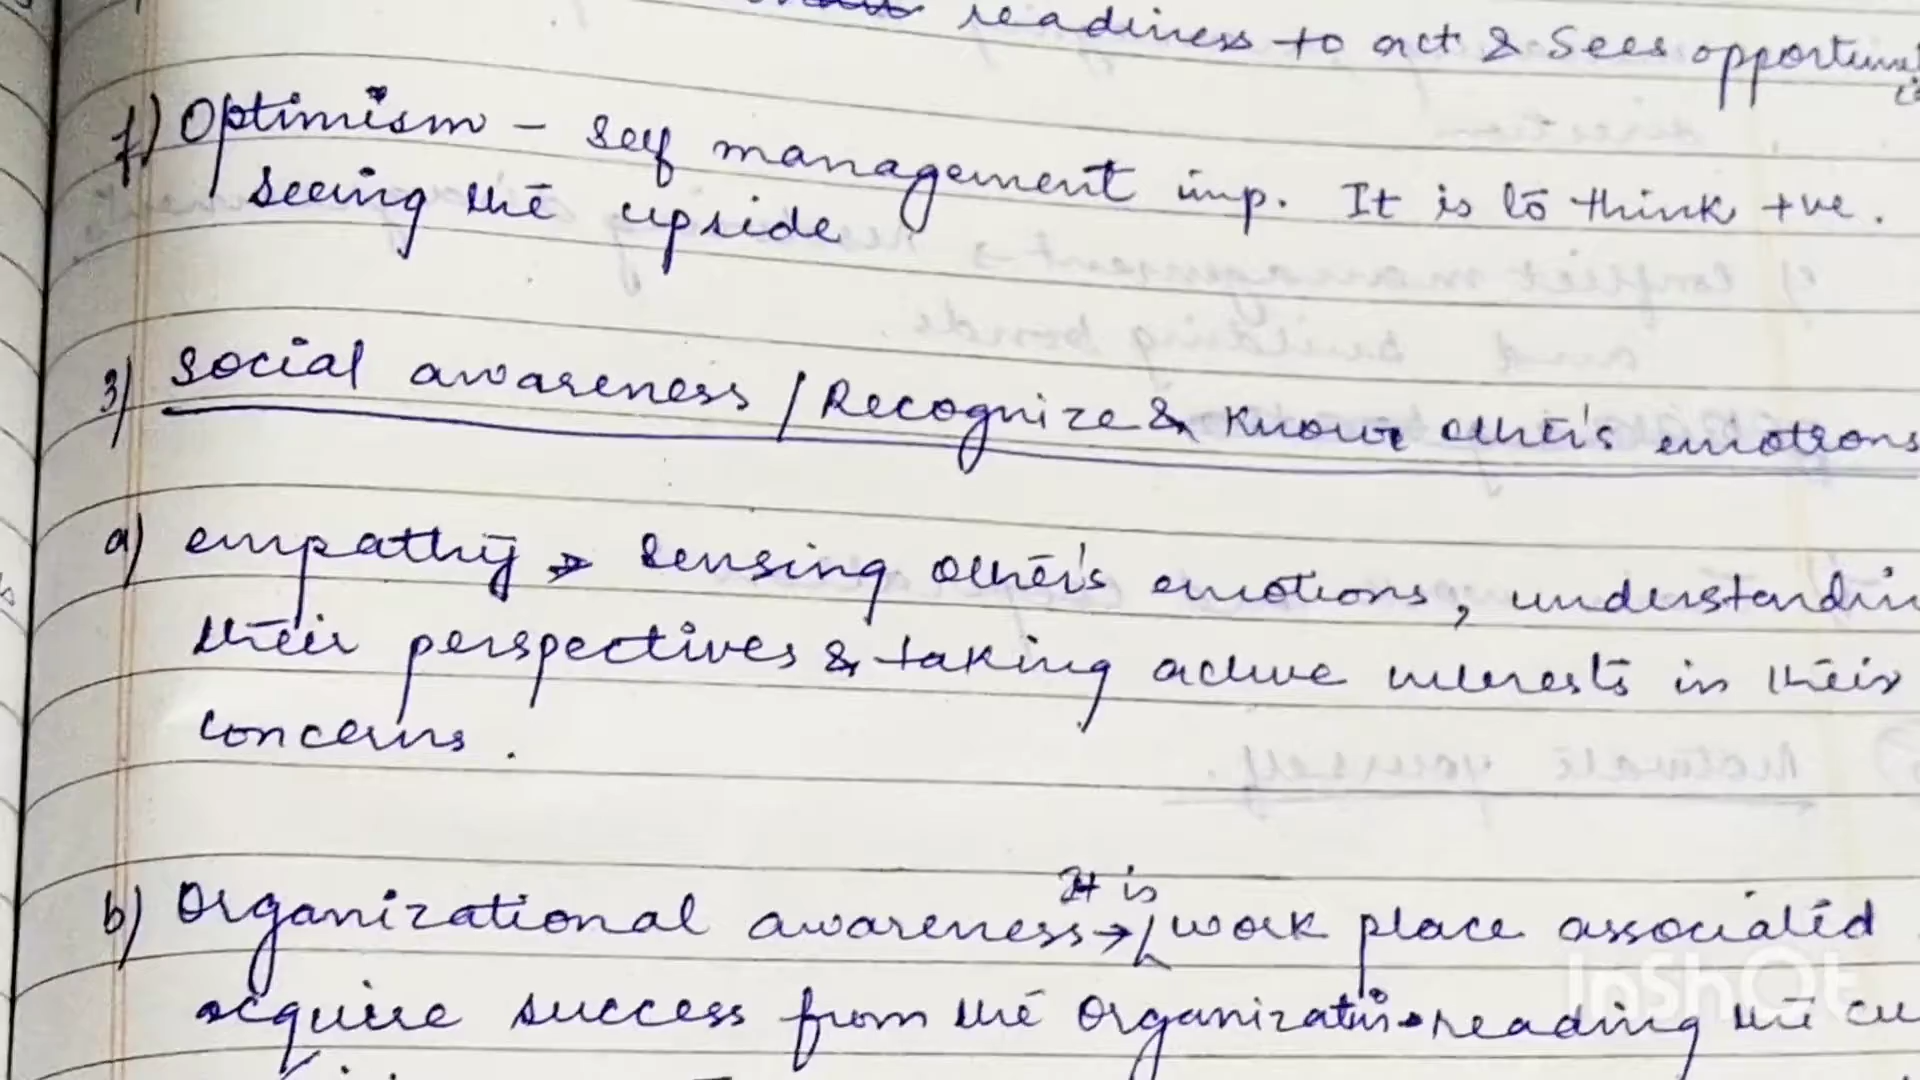 readiness to act & Sees opportuni
f) Optimism - self management imp. It is to think +ve.
seeing the upside
3) Social awareness / Recognize & Know other's emotions
a) empathy → Sensing other's emotions, understandin
their perspectives & taking active interests in their
concerns.
It is
b) Organizational awareness → work place associated
acquire success from the Organization reading the cu
InShOt